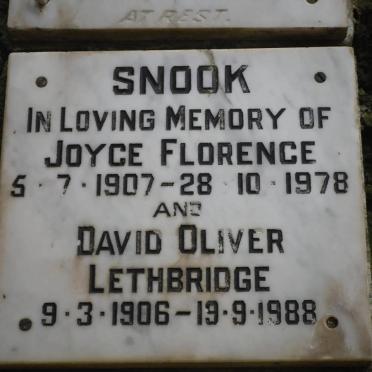 AT REST.
SNOOK
IN LOVING MEMORY OF
JOYCE FLORENCE
5 · 7 · 1907 - 28 10 · 1978
AND
DAVID OLIVER
LETHBRIDGE
9 · 3 · 1906 - 19 · 9 · 1988